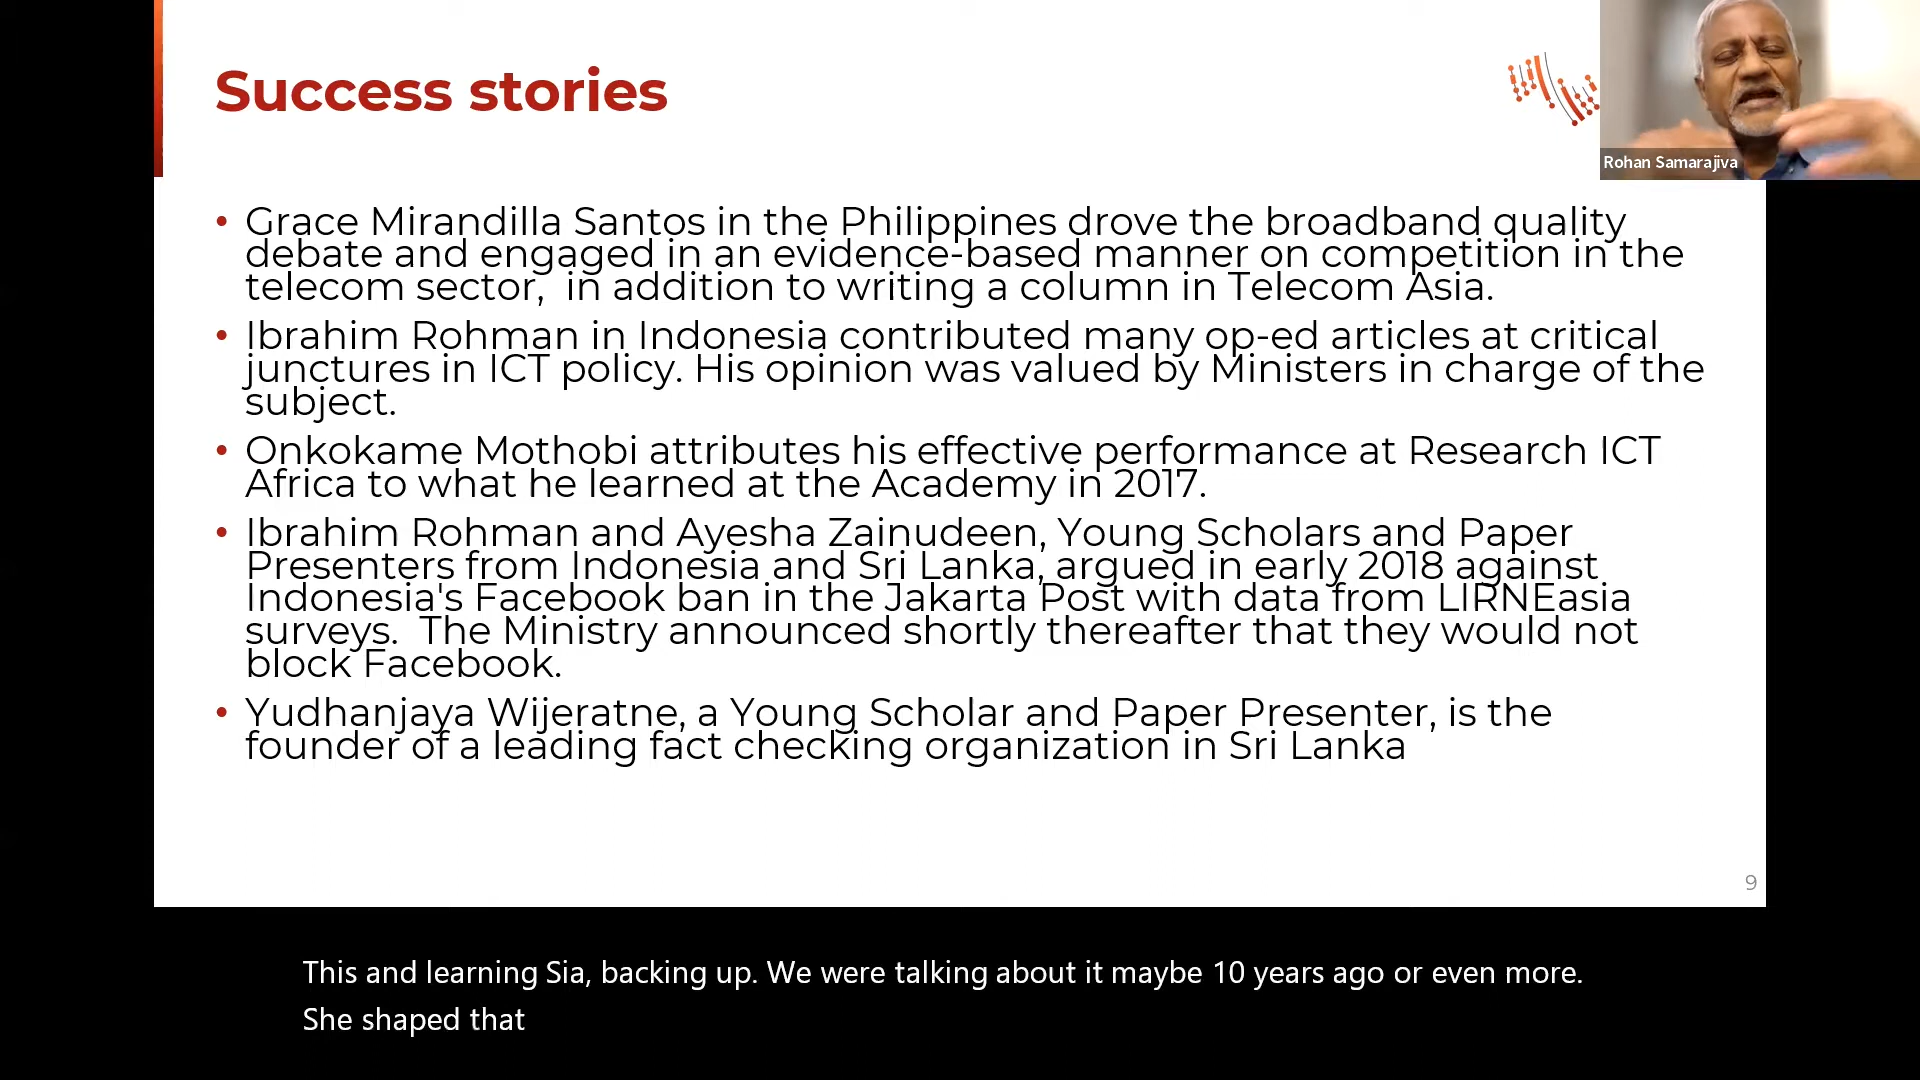 Success stories
Rohan Samarajiva
• Grace Mirandilla Santos in the Philippines drove the broadband quality
debate and engaged in an evidence-based manner on competition in the
telecom sector,  in addition to writing a column in Telecom Asia.
• Ibrahim Rohman in Indonesia contributed many op-ed articles at critical
junctures in ICT policy. His opinion was valued by Ministers in charge of the
subject.
• Onkokame Mothobi attributes his effective performance at Research ICT
Africa to what he learned at the Academy in 2017.
• Ibrahim Rohman and Ayesha Zainudeen, Young Scholars and Paper
Presenters from Indonesia and Sri Lanka, argued in early 2018 against
Indonesia's Facebook ban in the Jakarta Post with data from LIRNEasia
surveys.  The Ministry announced shortly thereafter that they would not
block Facebook.
• Yudhanjaya Wijeratne, a Young Scholar and Paper Presenter, is the
founder of a leading fact checking organization in Sri Lanka
9
This and learning Sia, backing up. We were talking about it maybe 10 years ago or even more.
She shaped that